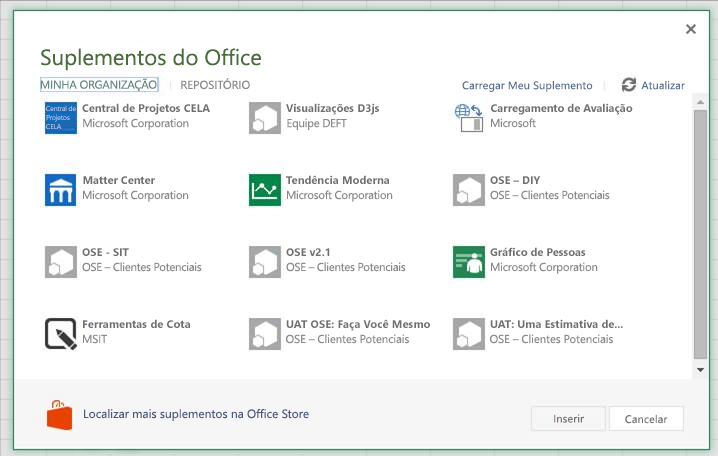 Suplementos do Office
MINHA ORGANIZAÇÃO | REPOSITÓRIO
Carregar Meu Suplemento | Atualizar
Central de Projetos CELA
Central de Projetos CELA
Microsoft Corporation
Visualizações D3js
Equipe DEFT
Carregamento de Avaliação
Microsoft
Matter Center
Microsoft Corporation
Tendência Moderna
Microsoft Corporation
OSE – DIY
OSE – Clientes Potenciais
OSE - SIT
OSE – Clientes Potenciais
OSE v2.1
OSE – Clientes Potenciais
Gráfico de Pessoas
Microsoft Corporation
Ferramentas de Cota
MSIT
UAT OSE: Faça Você Mesmo
OSE – Clientes Potenciais
UAT: Uma Estimativa de...
OSE – Clientes Potenciais
Localizar mais suplementos na Office Store
Inserir
Cancelar